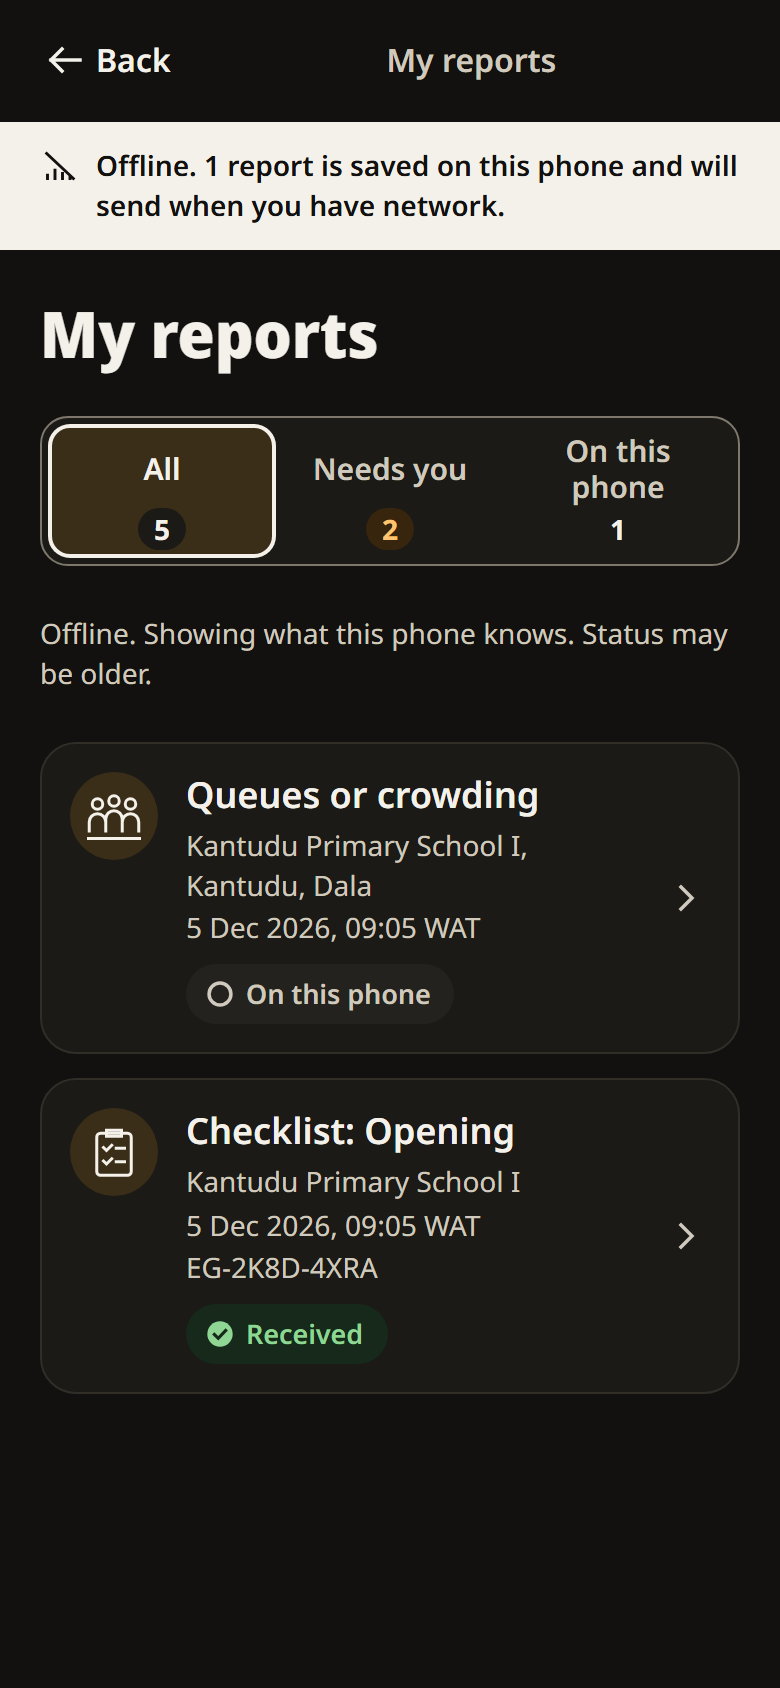 Back
My reports
Offline. 1 report is saved on this phone and will
send when you have network.
My reports
All
5
Needs you
2
On this
phone
1
Offline. Showing what this phone knows. Status may
be older.
Queues or crowding
Kantudu Primary School I,
Kantudu, Dala
5 Dec 2026, 09:05 WAT
On this phone
Checklist: Opening
Kantudu Primary School I
5 Dec 2026, 09:05 WAT
EG-2K8D-4XRA
Received